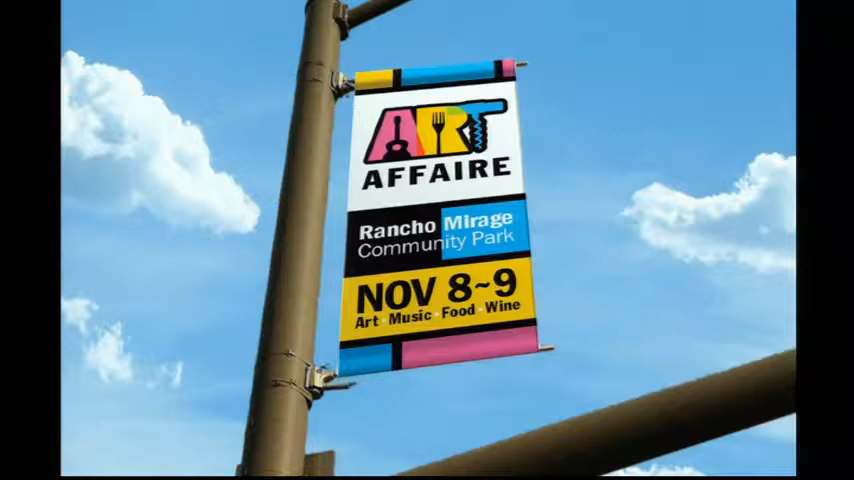 ART
AFFAIRE
Rancho Mirage
Community Park
NOV 8~9
Art · Music · Food · Wine